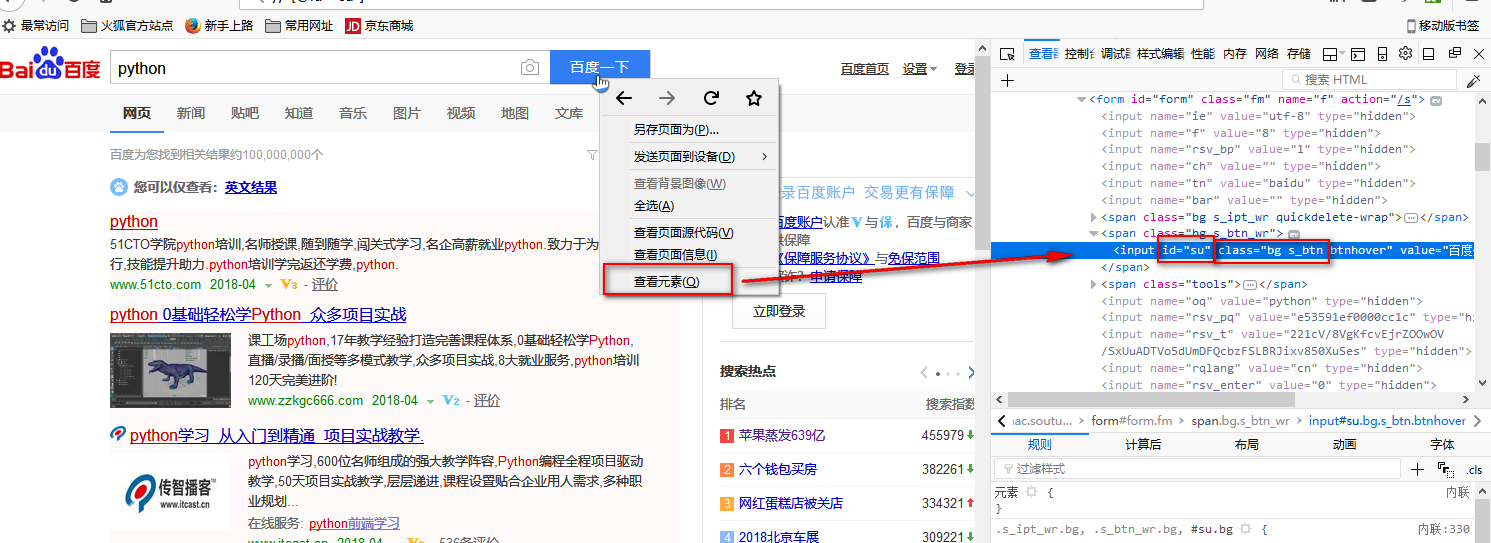 最常访问 火狐官方站点 新手上路 常用网址 JD 京东商城 移动版书签
Bai du 百度 python 百度一下 百度首页 设置 登录
网页 新闻 贴吧 知道 音乐 图片 视频 地图 文库
百度为您找到相关结果约100,000,000个
您可以仅查看：英文结果
python
51CTO学院python培训,名师授课,随到随学,闯关式学习,名企高薪就业python.致力于为
行,技能提升助力.python培训学完返还学费,python.
www.51cto.com 2018-04 V3 - 评价
python 0基础轻松学Python 众多项目实战
课工场python,17年教学经验打造完善课程体系,0基础轻松学Python,
直播/录播/面授等多模式教学,众多项目实战,8大就业服务,python培训
120天完美进阶!
www.zzkgc666.com 2018-04 V2 - 评价
python学习 从入门到精通 项目实战教学.
传智播客
www.itcast.cn
python学习,600位名师组成的强大教学阵容,Python编程全程项目驱动
教学,50天项目实战教学,层层递进,课程设置贴合企业用人需求,多种职
业规划...
在线服务: python前端学习
www.itcast.cn 2018-04 V3 - 536条评价
另存页面为(P)...
发送页面到设备(D)
查看背景图像(W)
全选(A)
查看页面源代码(V)
查看页面信息(I)
查看元素(Q)
录百度账户 交易更有保障
百度账户认准V与保，百度与商家
保障
《保障服务协议》与免保范围
申请保障
立即登录
搜索热点
排名 搜索指数
1 苹果蒸发639亿 455979
2 六个钱包买房 382261
3 网红蛋糕店被关店 334321
4 2018北京车展 309221
控制台 调试器 样式编辑 性能 内存 网络 存储
搜索 HTML
<form id="form" class="fm" name="f" action="/s"> ev
<input name="ie" value="utf-8" type="hidden">
<input name="f" value="8" type="hidden">
<input name="rsv_bp" value="1" type="hidden">
<input name="ch" value="" type="hidden">
<input name="tn" value="baidu" type="hidden">
<input name="bar" value="" type="hidden">
<span class="bg s_ipt_wr quickdelete-wrap"></span>
<span class="bg s_btn_wr"> ev
<input id="su" class="bg s_btn btnhover" value="百度
</span>
<span class="tools"></span>
<input name="oq" value="python" type="hidden">
<input name="rsv_pq" value="e53591ef0000cc1c" type="hi
<input name="rsv_t" value="221cV/8VgKfcvEjrZOOwOV
/SxUuADTVo5dUmDFQcbzFSLBRJixv850XuSes" type="hidden">
<input name="rqlang" value="cn" type="hidden">
<input name="rsv_enter" value="0" type="hidden">
nac.soutu... form#form.fm span.bg.s_btn_wr input#su.bg.s_btn.btnhover
规则 计算后 布局 动画 字体
过滤样式 .cls
元素 { 内联
}
.s_ipt_wr.bg, .s_btn_wr.bg, #su.bg { 内联:330